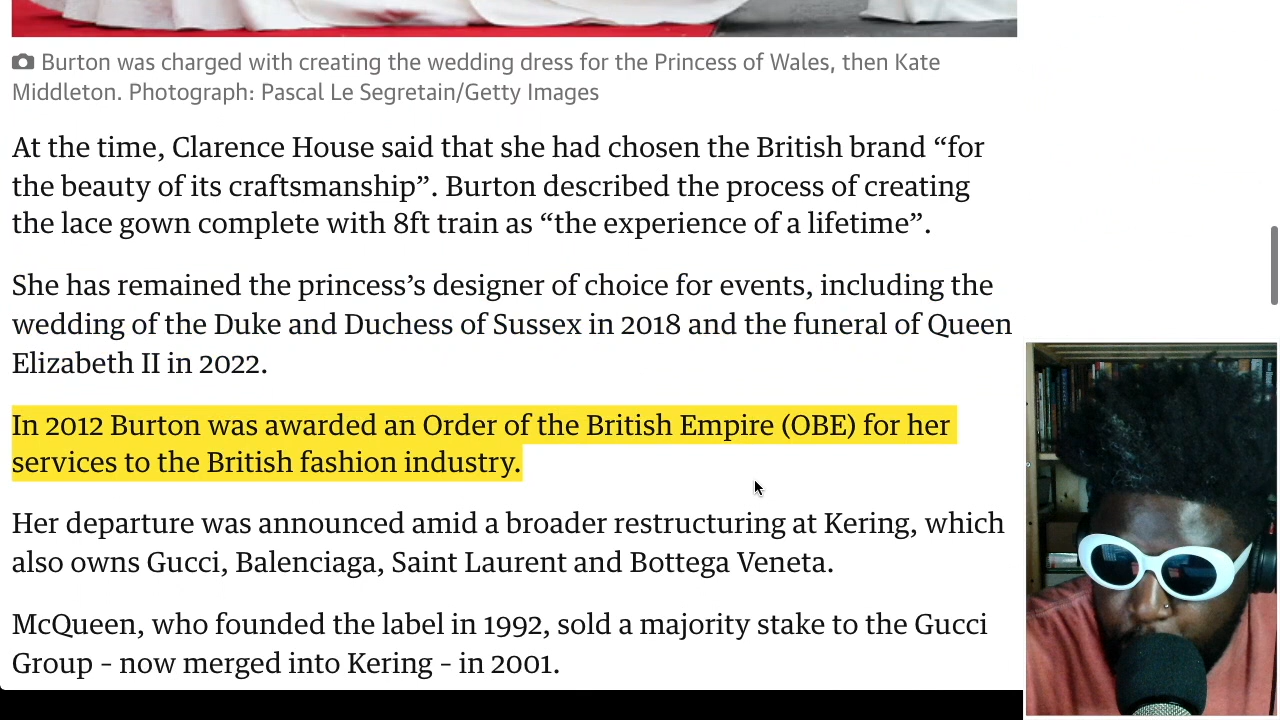 Burton was charged with creating the wedding dress for the Princess of Wales, then Kate
Middleton. Photograph: Pascal Le Segretain/Getty Images
At the time, Clarence House said that she had chosen the British brand “for
the beauty of its craftsmanship”. Burton described the process of creating
the lace gown complete with 8ft train as “the experience of a lifetime”.
She has remained the princess’s designer of choice for events, including the
wedding of the Duke and Duchess of Sussex in 2018 and the funeral of Queen
Elizabeth II in 2022.
In 2012 Burton was awarded an Order of the British Empire (OBE) for her
services to the British fashion industry.
Her departure was announced amid a broader restructuring at Kering, which
also owns Gucci, Balenciaga, Saint Laurent and Bottega Veneta.
McQueen, who founded the label in 1992, sold a majority stake to the Gucci
Group – now merged into Kering – in 2001.